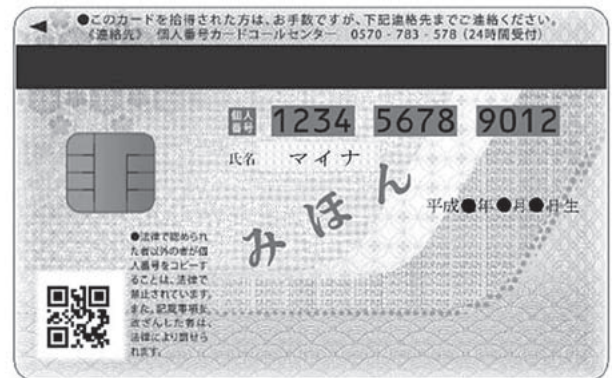 ●このカードを拾得された方は、お手数ですが、下記連絡先までご連絡ください。
《連絡先》 個人番号カードコールセンター 0570-783-578（24時間受付）
個人番号 1234 5678 9012
氏名 マイナ
平成●年●月●日生
みほん
●法律で認められ
た者以外の者が個
人番号をコピーす
ることは、法律で
禁止されています。
また、記載事項を
改ざんした者は、
法律により罰せら
れます。